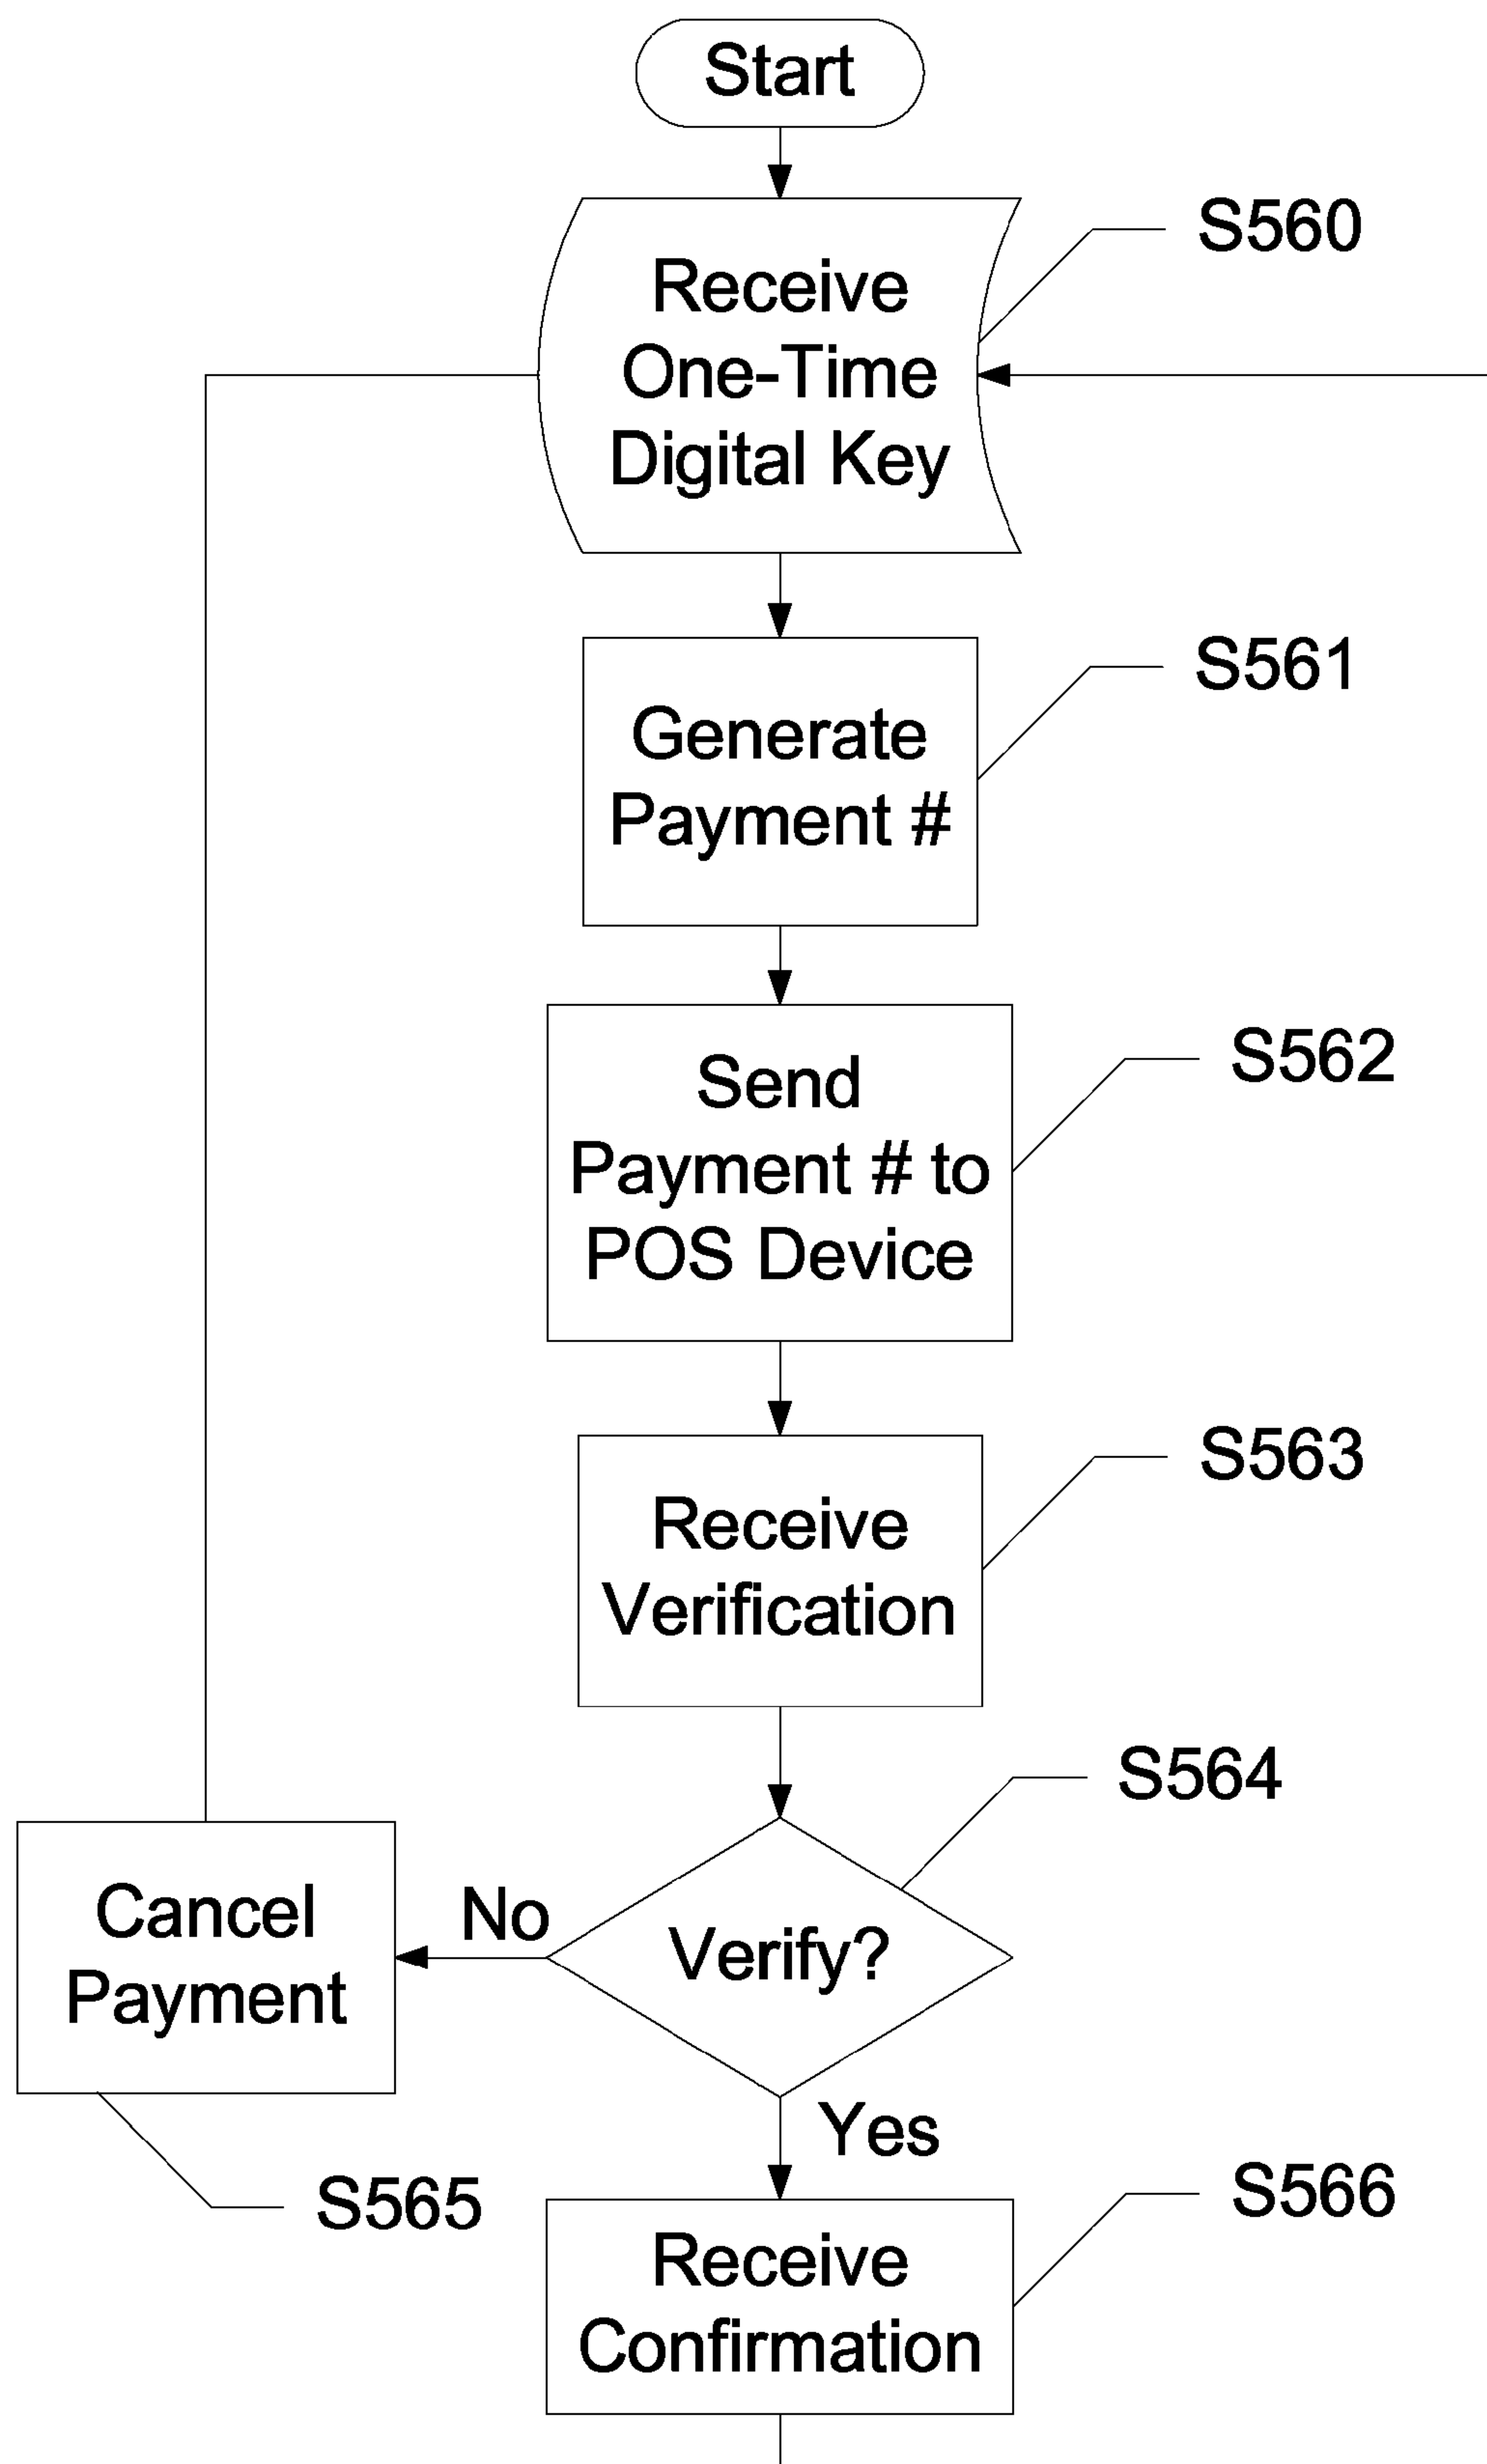 Start
S560
Receive
One-Time
Digital Key
S561
Generate
Payment #
S562
Send
Payment # to
POS Device
S563
Receive
Verification
S564
Verify?
No
Cancel
Payment
S565
Yes
S566
Receive
Confirmation